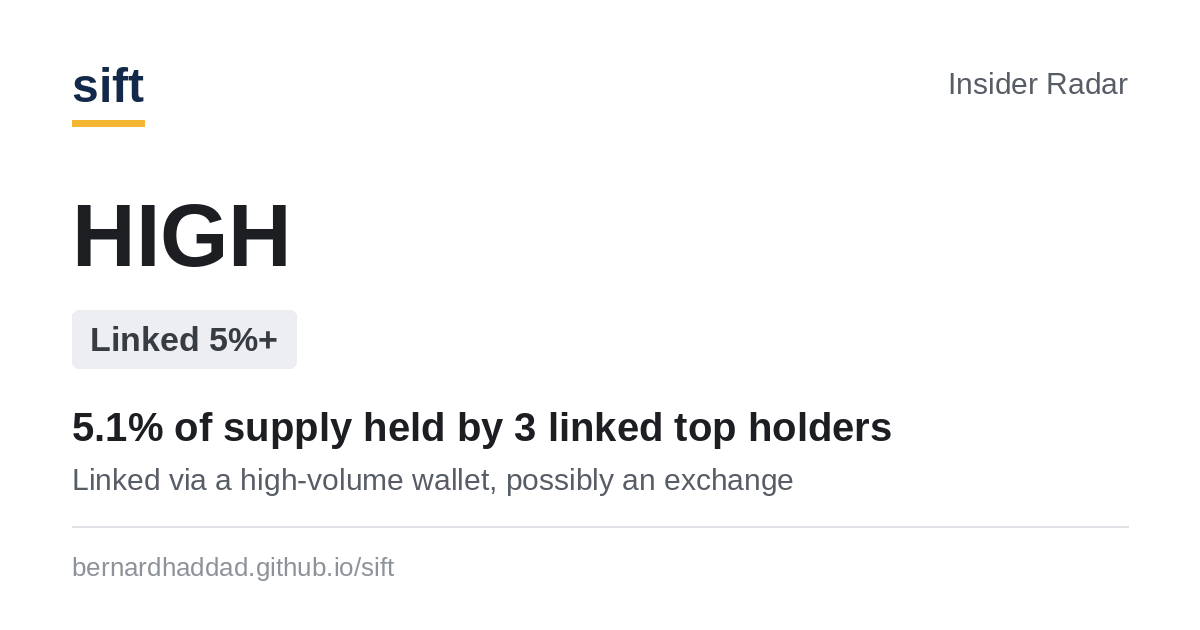 sift
Insider Radar
HIGH
Linked 5%+
5.1% of supply held by 3 linked top holders
Linked via a high-volume wallet, possibly an exchange
bernardhaddad.github.io/sift